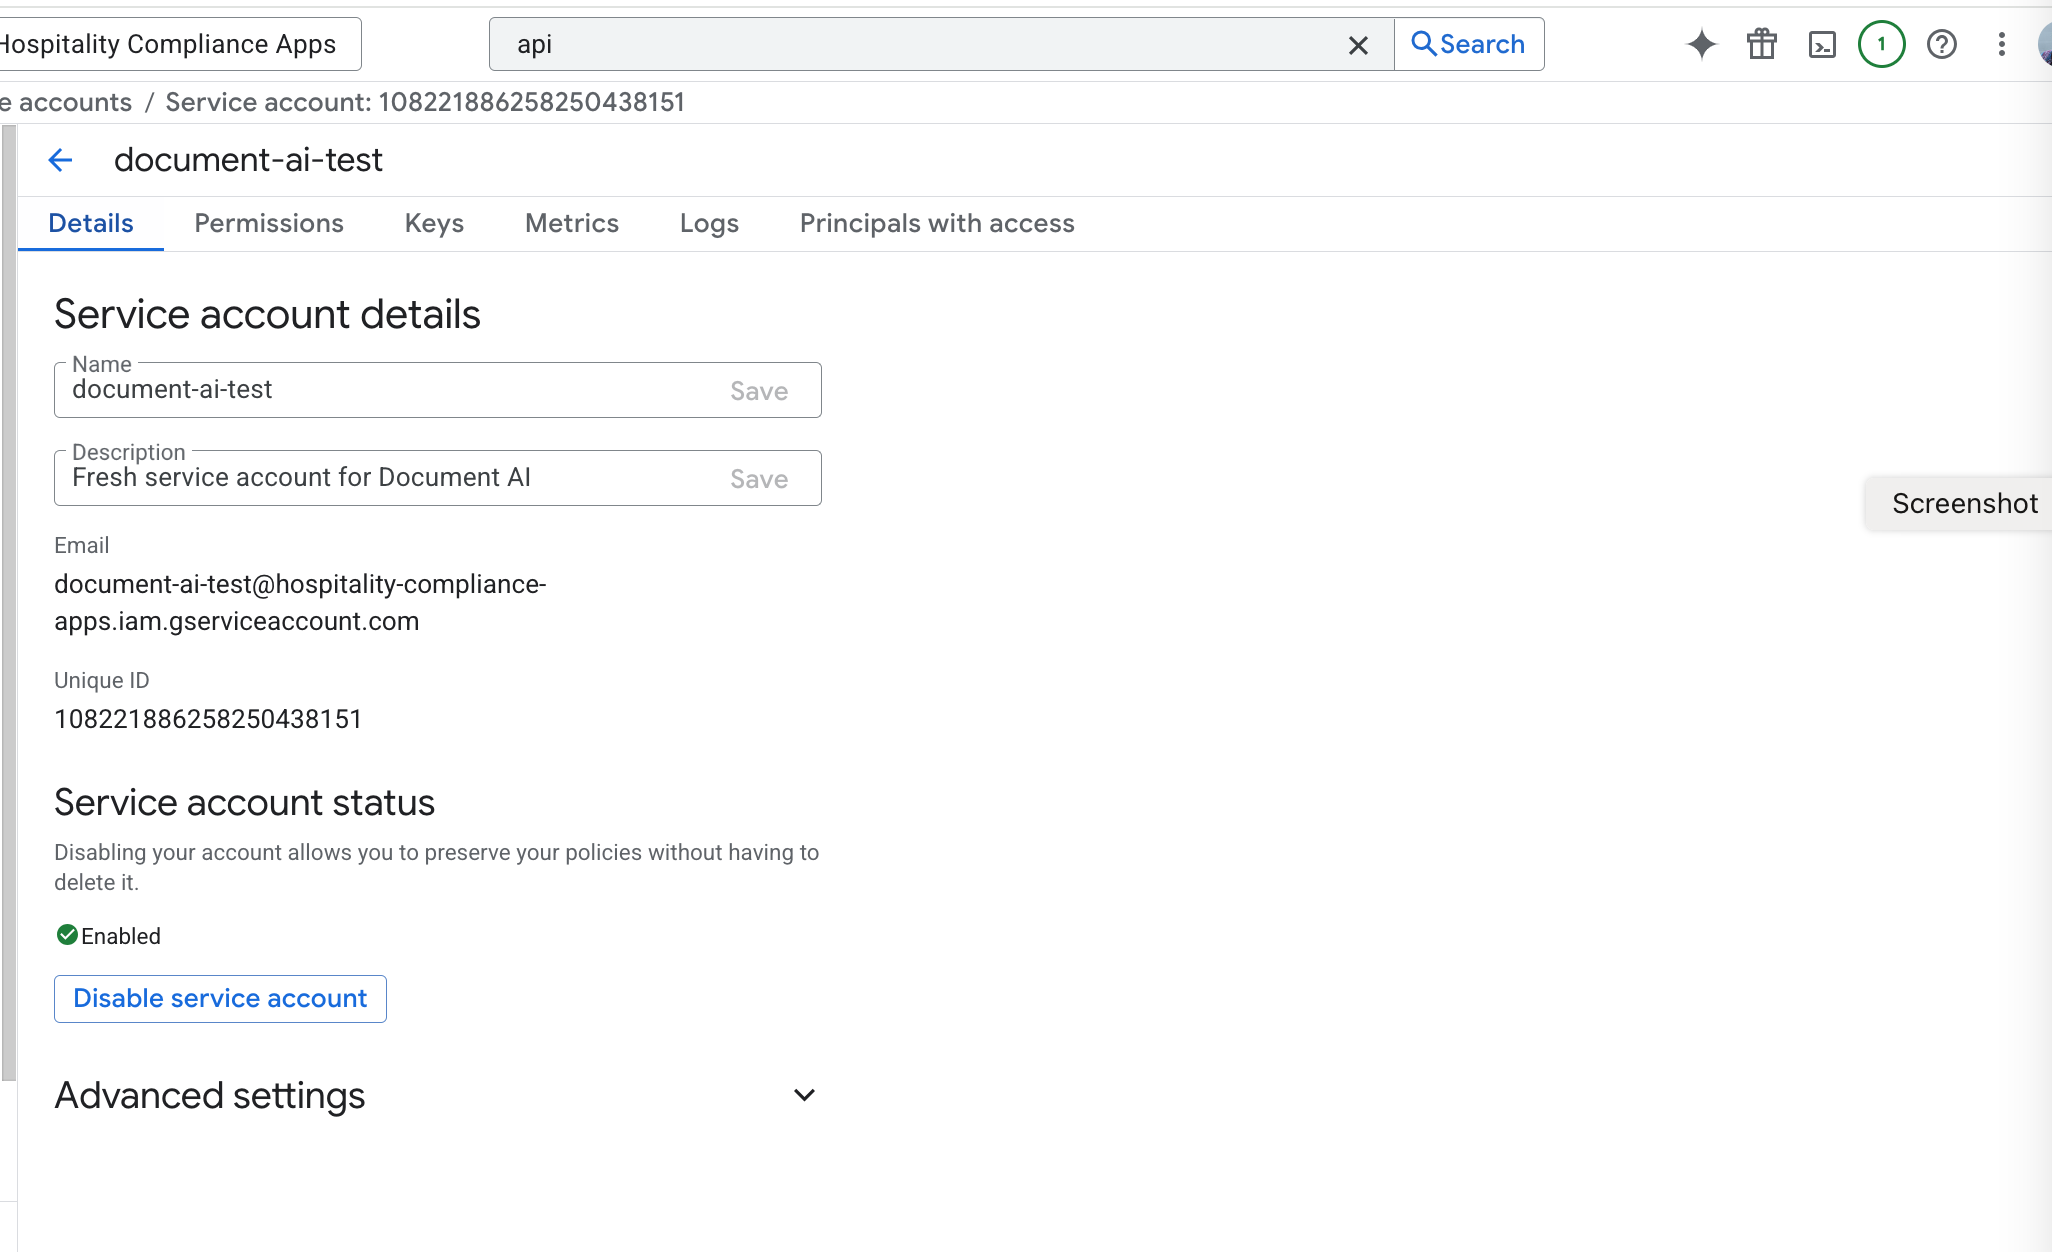 Hospitality Compliance Apps
api
Search
1
e accounts / Service account: 108221886258250438151
document-ai-test
Details Permissions Keys Metrics Logs Principals with access
Service account details
Name
document-ai-test Save
Description
Fresh service account for Document AI Save
Screenshot
Email
document-ai-test@hospitality-compliance-
apps.iam.gserviceaccount.com
Unique ID
108221886258250438151
Service account status
Disabling your account allows you to preserve your policies without having to
delete it.
Enabled
Disable service account
Advanced settings